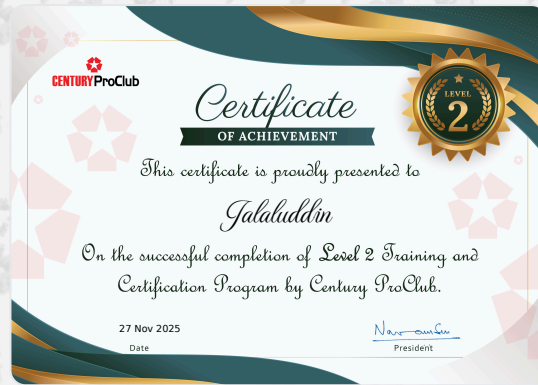 CENTURY ProClub
Certificate
OF ACHIEVEMENT
LEVEL
2
This certificate is proudly presented to
Jalaluddin
On the successful completion of Level 2 Training and
Certification Program by Century ProClub.
27 Nov 2025
Date
President